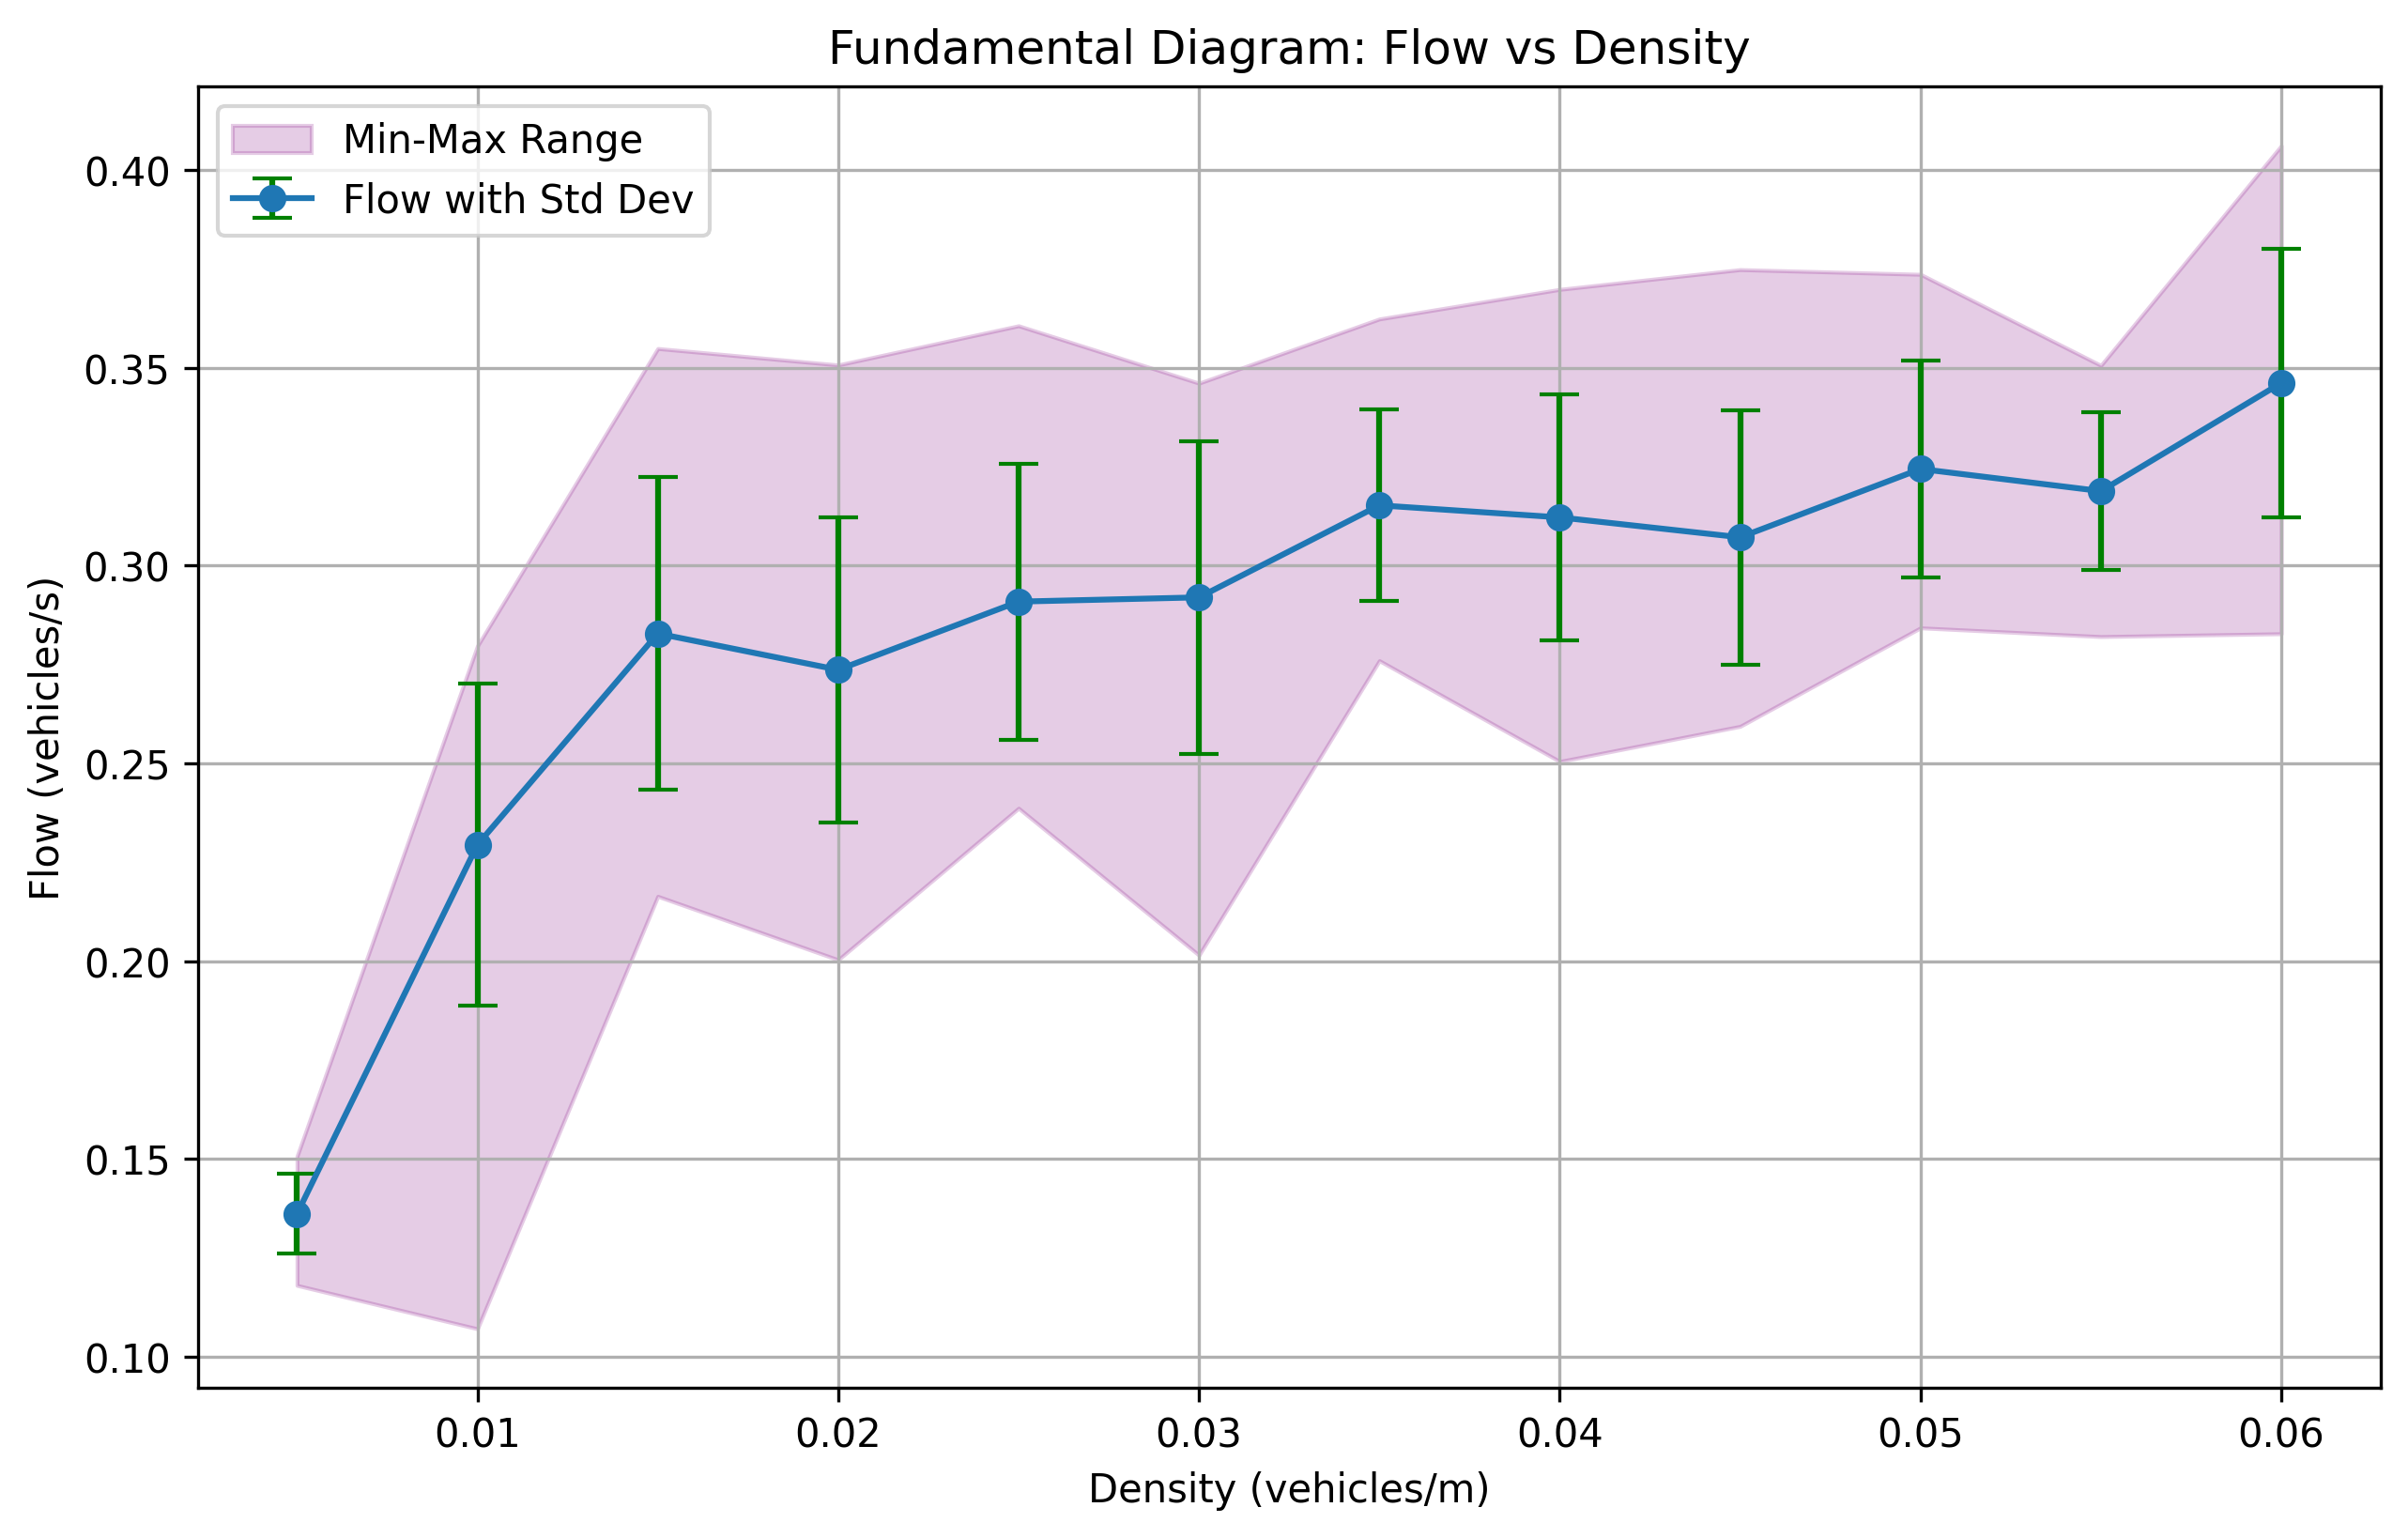 Fundamental Diagram: Flow vs Density
Min-Max Range
Flow with Std Dev
Flow (vehicles/s)
0.40
0.35
0.30
0.25
0.20
0.15
0.10
0.01 0.02 0.03 0.04 0.05 0.06
Density (vehicles/m)